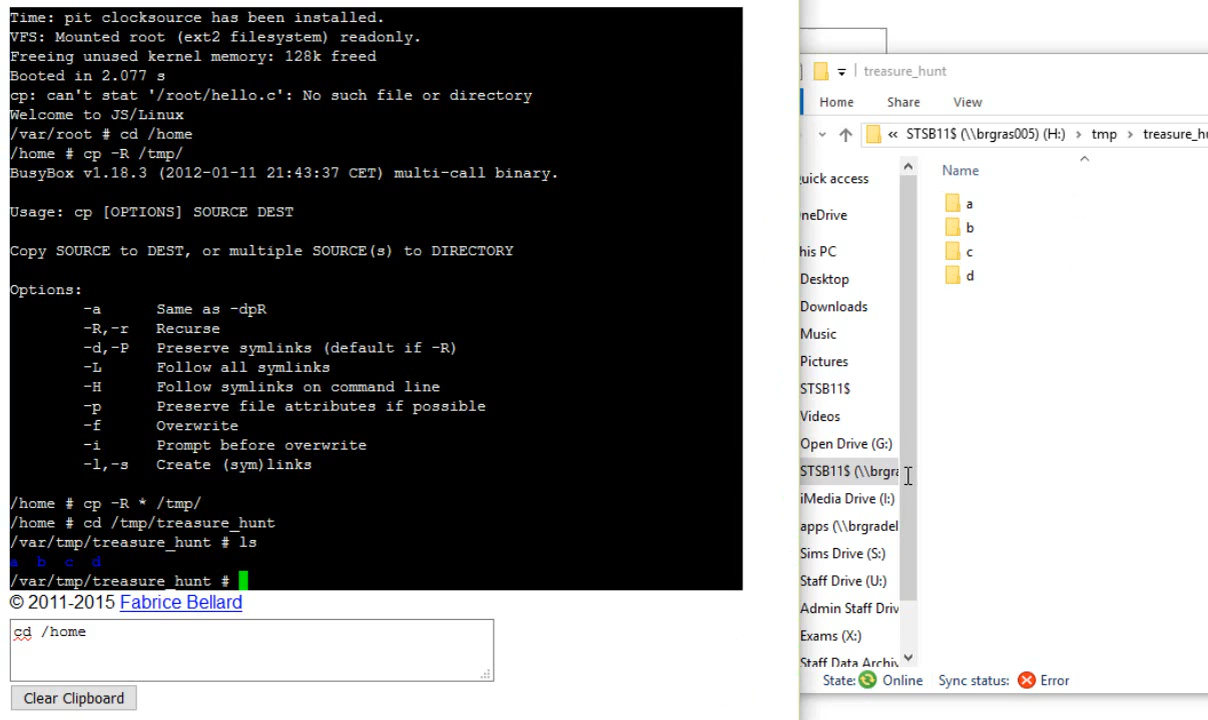 Time: pit clocksource has been installed.
VFS: Mounted root (ext2 filesystem) readonly.
Freeing unused kernel memory: 128k freed
Booted in 2.077 s
cp: can't stat '/root/hello.c': No such file or directory
Welcome to JS/Linux
/var/root # cd /home
/home # cp -R /tmp/
BusyBox v1.18.3 (2012-01-11 21:43:37 CET) multi-call binary.
Usage: cp [OPTIONS] SOURCE DEST
Copy SOURCE to DEST, or multiple SOURCE(s) to DIRECTORY
Options:
-a Same as -dpR
-R,-r Recurse
-d,-P Preserve symlinks (default if -R)
-L Follow all symlinks
-H Follow symlinks on command line
-p Preserve file attributes if possible
-f Overwrite
-i Prompt before overwrite
-l,-s Create (sym)links
/home # cp -R * /tmp/
/home # cd /tmp/treasure_hunt
/var/tmp/treasure_hunt # ls
a b c d
/var/tmp/treasure_hunt #
© 2011-2015 Fabrice Bellard
cd /home
Clear Clipboard
treasure_hunt
Home Share View
« STSB11$ (\\brgras005) (H:) › tmp › treasure_hu
Name
a
b
c
d
uick access
neDrive
his PC
Desktop
Downloads
Music
Pictures
STSB11$
Videos
Open Drive (G:)
STSB11$ (\\brgra
iMedia Drive (I:)
apps (\\brgradel
Sims Drive (S:)
Staff Drive (U:)
Admin Staff Driv
Exams (X:)
Staff Data Archiv
State: Online Sync status: Error